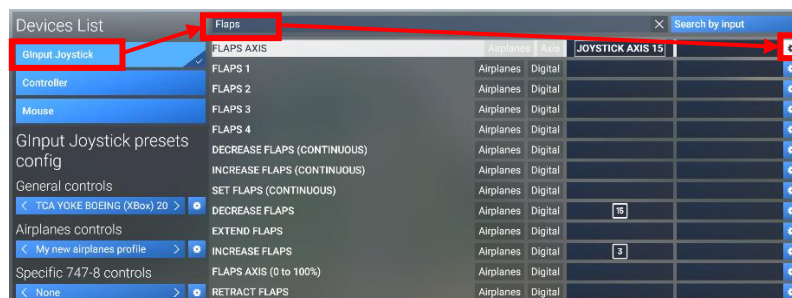 Devices List
GInput Joystick
Controller
Mouse
GInput Joystick presets
config
General controls
< TCA YOKE BOEING (XBox) 20 >
Airplanes controls
< My new airplanes profile >
Specific 747-8 controls
< None >
Flaps × Search by input
FLAPS AXIS Airplanes Axis JOYSTICK AXIS 15
FLAPS 1 Airplanes Digital
FLAPS 2 Airplanes Digital
FLAPS 3 Airplanes Digital
FLAPS 4 Airplanes Digital
DECREASE FLAPS (CONTINUOUS) Airplanes Digital
INCREASE FLAPS (CONTINUOUS) Airplanes Digital
SET FLAPS (CONTINUOUS) Airplanes Digital
DECREASE FLAPS Airplanes Digital 15
EXTEND FLAPS Airplanes Digital
INCREASE FLAPS Airplanes Digital 3
FLAPS AXIS (0 to 100%) Airplanes Digital
RETRACT FLAPS Airplanes Digital